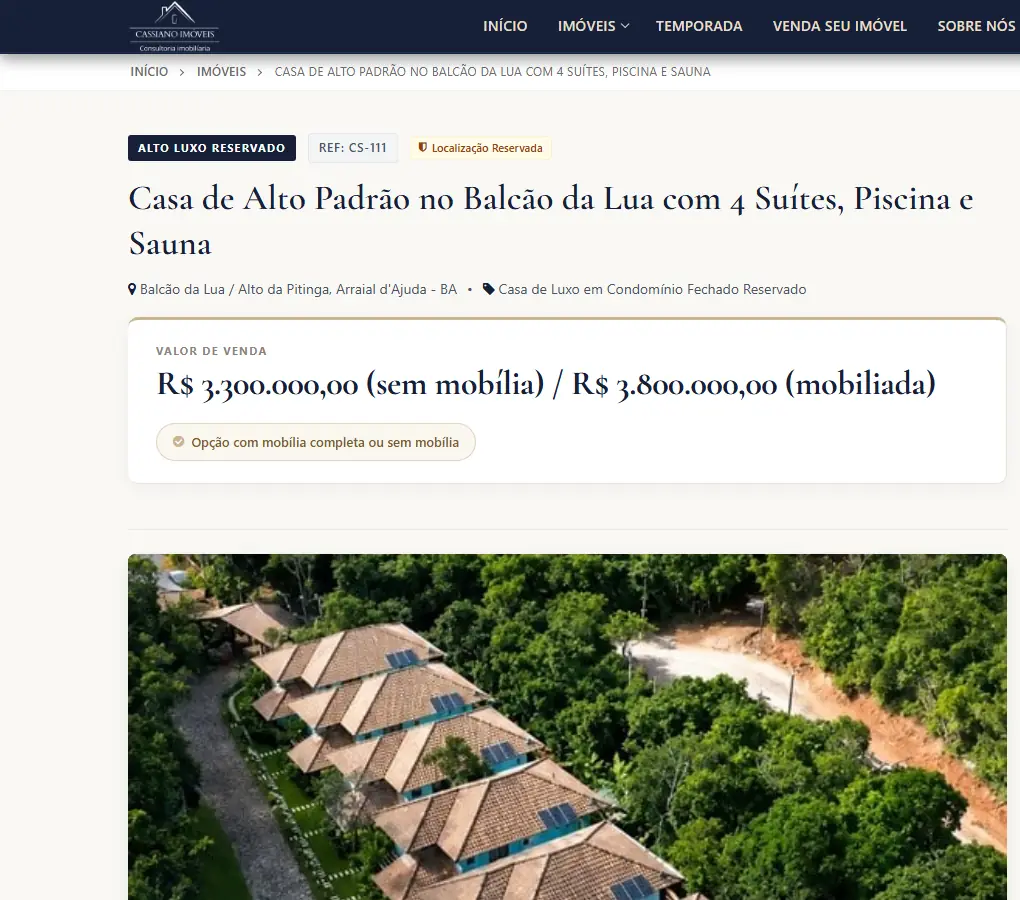 CASSIANO IMÓVEIS
Consultoria imobiliária
INÍCIO IMÓVEIS TEMPORADA VENDA SEU IMÓVEL SOBRE NÓS
INÍCIO > IMÓVEIS > CASA DE ALTO PADRÃO NO BALCÃO DA LUA COM 4 SUÍTES, PISCINA E SAUNA
ALTO LUXO RESERVADO REF: CS-111 Localização Reservada
Casa de Alto Padrão no Balcão da Lua com 4 Suítes, Piscina e
Sauna
Balcão da Lua / Alto da Pitinga, Arraial d'Ajuda - BA • Casa de Luxo em Condomínio Fechado Reservado
VALOR DE VENDA
R$ 3.300.000,00 (sem mobília) / R$ 3.800.000,00 (mobiliada)
Opção com mobília completa ou sem mobília